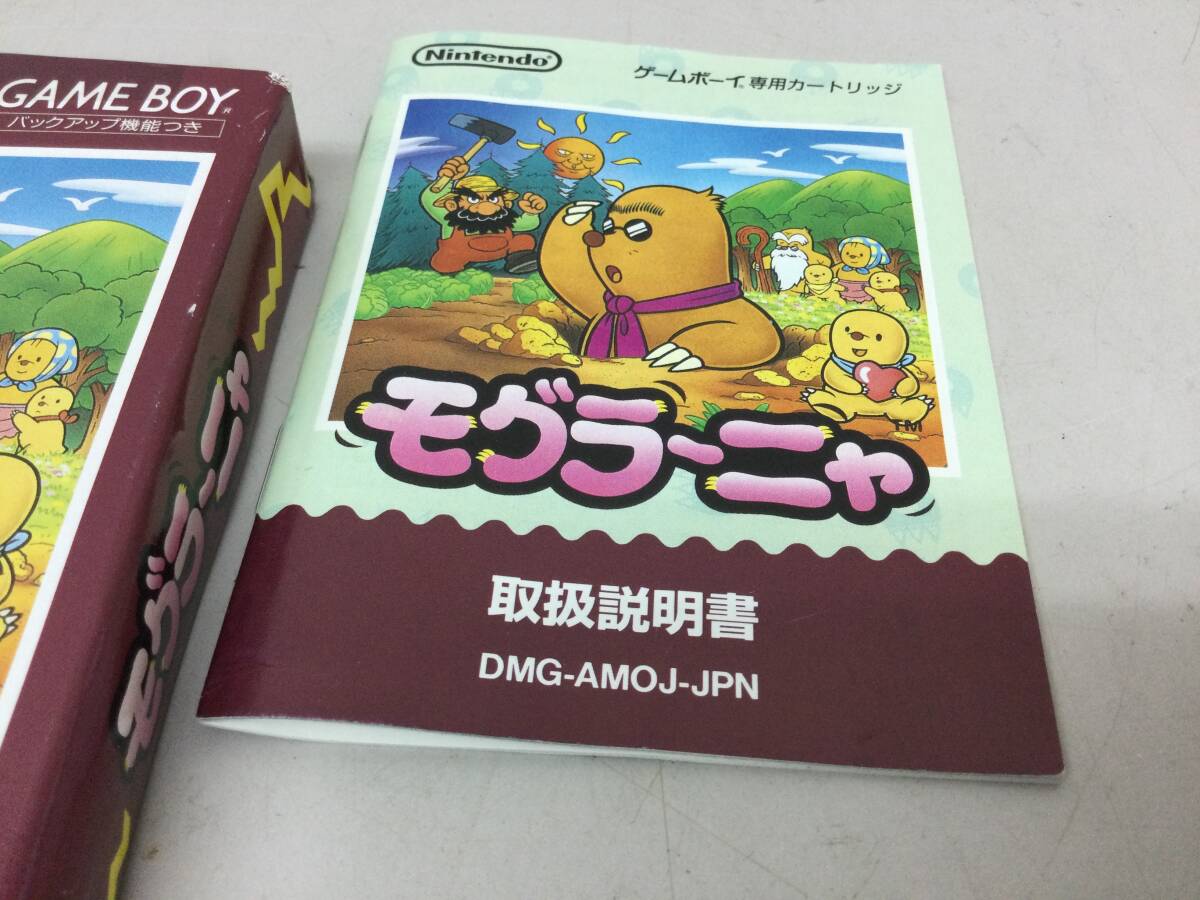 GAME BOY®
バックアップ機能つき
モグラーニャ
Nintendo®
ゲームボーイ®専用カートリッジ
モグラーニャ
TM
取扱説明書
DMG-AMOJ-JPN